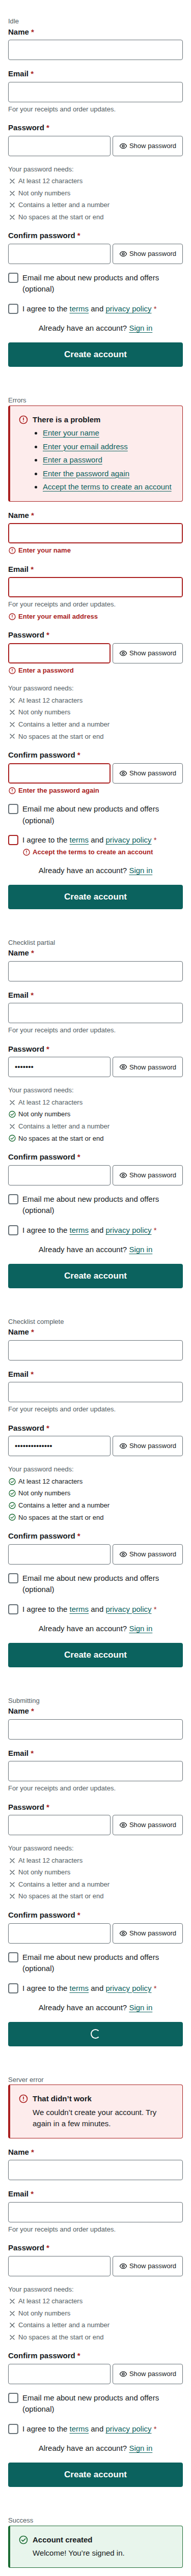 Idle
Name *
Email *
For your receipts and order updates.
Password *
Show password
Your password needs:
At least 12 characters
Not only numbers
Contains a letter and a number
No spaces at the start or end
Confirm password *
Show password
Email me about new products and offers
(optional)
I agree to the terms and privacy policy *
Already have an account? Sign in
Create account
Errors
There is a problem
Enter your name
Enter your email address
Enter a password
Enter the password again
Accept the terms to create an account
Name *
Enter your name
Email *
For your receipts and order updates.
Enter your email address
Password *
Show password
Enter a password
Your password needs:
At least 12 characters
Not only numbers
Contains a letter and a number
No spaces at the start or end
Confirm password *
Show password
Enter the password again
Email me about new products and offers
(optional)
I agree to the terms and privacy policy *
Accept the terms to create an account
Already have an account? Sign in
Create account
Checklist partial
Name *
Email *
For your receipts and order updates.
Password *
•••••••
Show password
Your password needs:
At least 12 characters
Not only numbers
Contains a letter and a number
No spaces at the start or end
Confirm password *
Show password
Email me about new products and offers
(optional)
I agree to the terms and privacy policy *
Already have an account? Sign in
Create account
Checklist complete
Name *
Email *
For your receipts and order updates.
Password *
••••••••••••••
Show password
Your password needs:
At least 12 characters
Not only numbers
Contains a letter and a number
No spaces at the start or end
Confirm password *
Show password
Email me about new products and offers
(optional)
I agree to the terms and privacy policy *
Already have an account? Sign in
Create account
Submitting
Name *
Email *
For your receipts and order updates.
Password *
Show password
Your password needs:
At least 12 characters
Not only numbers
Contains a letter and a number
No spaces at the start or end
Confirm password *
Show password
Email me about new products and offers
(optional)
I agree to the terms and privacy policy *
Already have an account? Sign in
Server error
That didn't work
We couldn't create your account. Try
again in a few minutes.
Name *
Email *
For your receipts and order updates.
Password *
Show password
Your password needs:
At least 12 characters
Not only numbers
Contains a letter and a number
No spaces at the start or end
Confirm password *
Show password
Email me about new products and offers
(optional)
I agree to the terms and privacy policy *
Already have an account? Sign in
Create account
Success
Account created
Welcome! You're signed in.